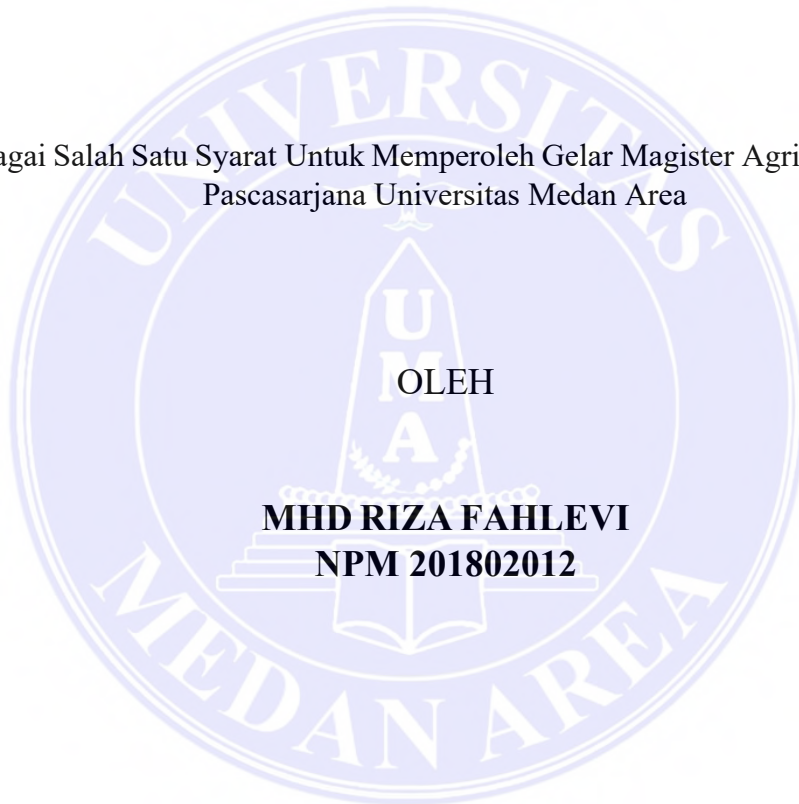 agai Salah Satu Syarat Untuk Memperoleh Gelar Magister Agri
Pascasarjana Universitas Medan Area
UNIVERSITAS
U
M
A
OLEH
MHD RIZA FAHLEVI
NPM 201802012
MEDAN AREA